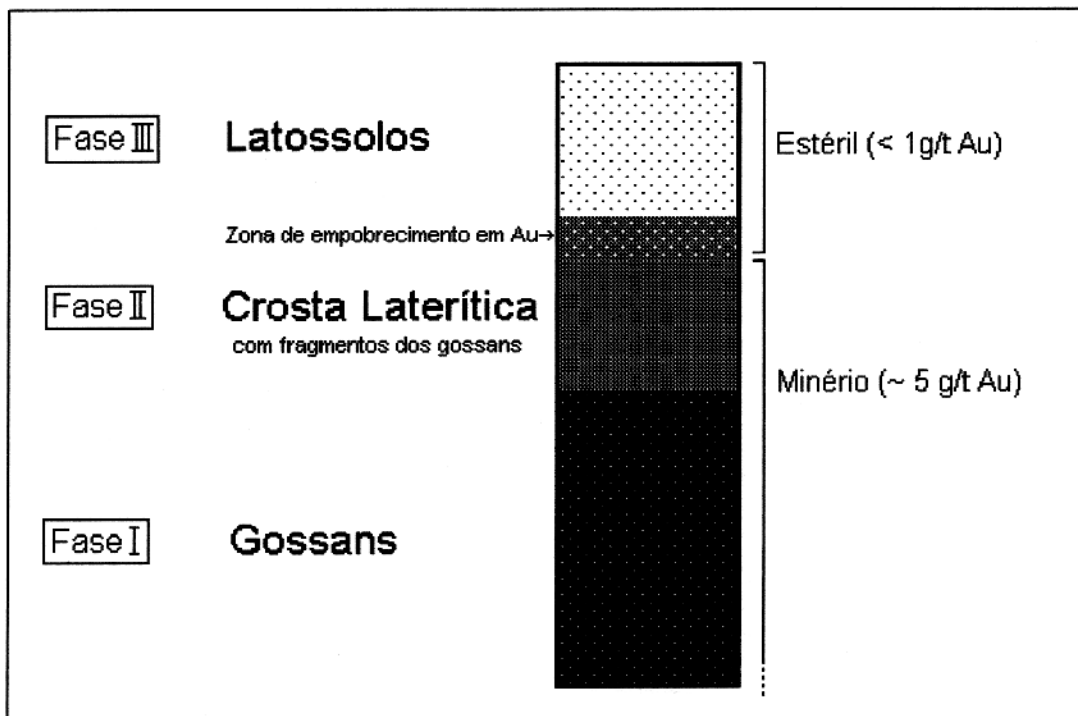 Fase III
Latossolos
Estéril (< 1g/t Au)
Zona de empobrecimento em Au→
Fase II
Crosta Laterítica
com fragmentos dos gossans
Minério (~ 5 g/t Au)
Fase I
Gossans